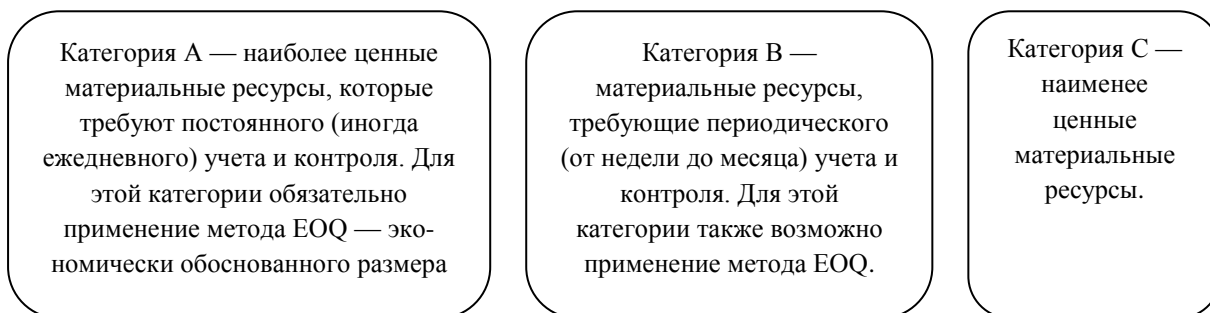 Категория А — наиболее ценные
материальные ресурсы, которые
требуют постоянного (иногда
ежедневного) учета и контроля. Для
этой категории обязательно
применение метода EOQ — эко-
номически обоснованного размера
Категория В —
материальные ресурсы,
требующие периодического
(от недели до месяца) учета и
контроля. Для этой
категории также возможно
применение метода EOQ.
Категория С —
наименее
ценные
материальные
ресурсы.